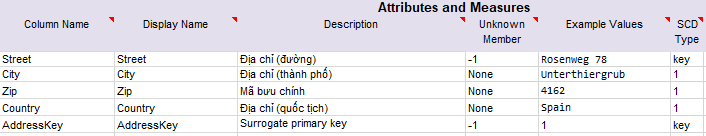 Attributes and Measures
Column Name Display Name Description Unknown Member Example Values SCD Type
Street Street Địa chỉ (đường) -1 Rosenweg 78 key
City City Địa chỉ (thành phố) None Unterthiergrub 1
Zip Zip Mã bưu chính None 4162 1
Country Country Địa chỉ (quốc tịch) None Spain 1
AddressKey AddressKey Surrogate primary key -1 1 key